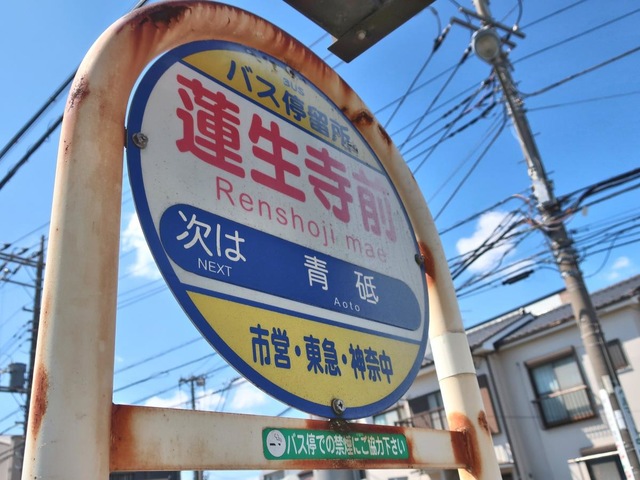 バス停留所
BUS
蓮生寺前
Renshoji mae
次は 青砥
NEXT Aoto
市営・東急・神奈中
バス停での禁煙にご協力下さい